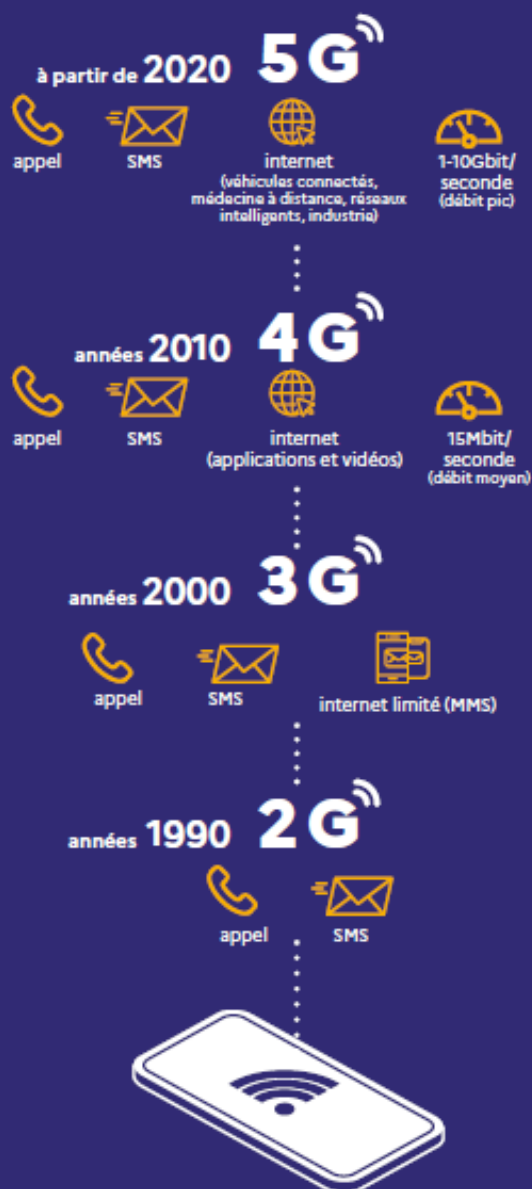 à partir de 2020 5G
appel
SMS
internet
(véhicules connectés,
médecine à distance, réseaux
intelligents, industrie)
1-10Gbit/
seconde
(débit pic)
années 2010 4G
appel
SMS
internet
(applications et vidéos)
15Mbit/
seconde
(débit moyen)
années 2000 3G
appel
SMS
internet limité (MMS)
années 1990 2G
appel
SMS